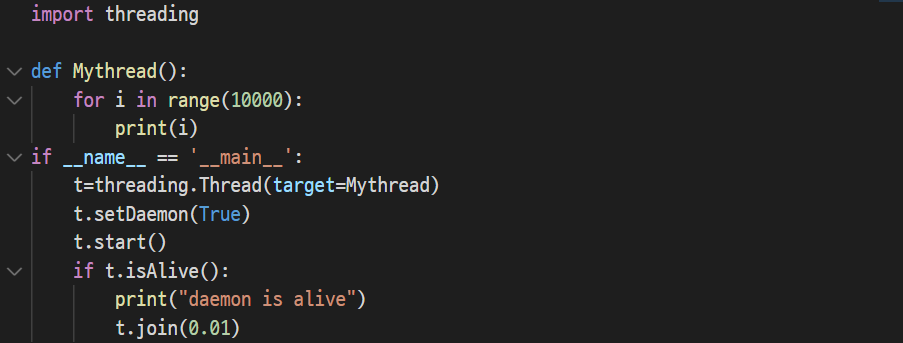 import threading

def Mythread():
    for i in range(10000):
        print(i)
if __name__ == '__main__':
    t=threading.Thread(target=Mythread)
    t.setDaemon(True)
    t.start()
    if t.isAlive():
        print("daemon is alive")
        t.join(0.01)